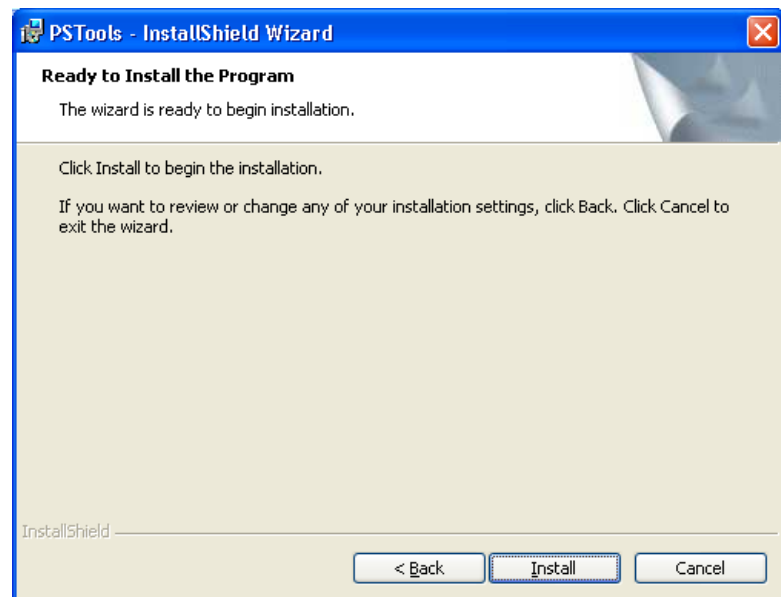 PSTools - InstallShield Wizard
Ready to Install the Program
The wizard is ready to begin installation.
Click Install to begin the installation.
If you want to review or change any of your installation settings, click Back. Click Cancel to
exit the wizard.
InstallShield
< Back
Install
Cancel